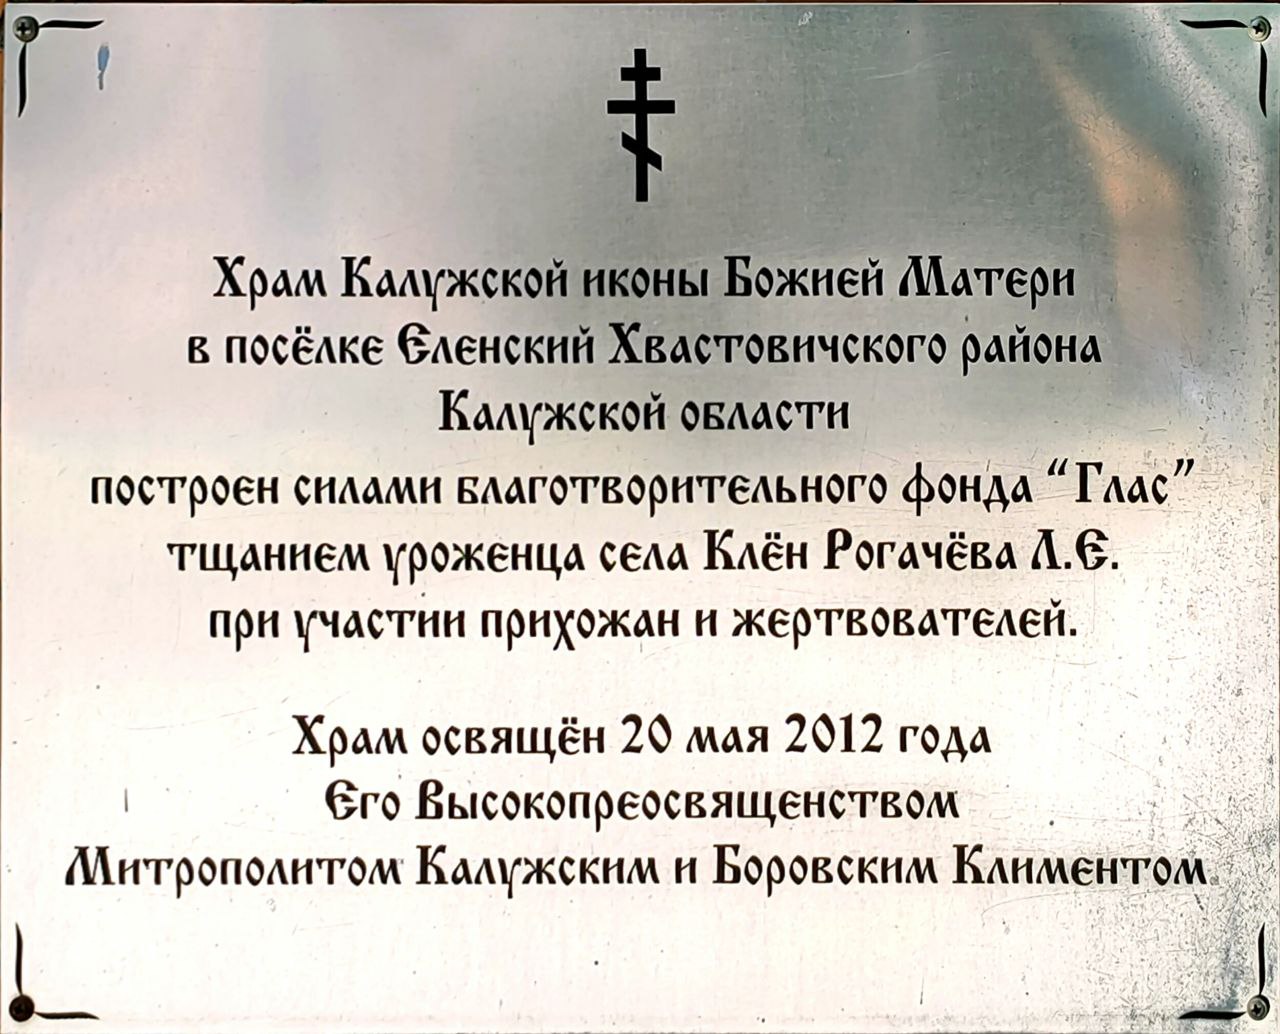 Храм Калужской иконы Божией Матери
в посёлке Еленский Хвастовичского района
Калужской области
построен силами благотворительного фонда “Глас”
тщанием уроженца села Клён Рогачёва Л.Е.
при участии прихожан и жертвователей.
Храм освящён 20 мая 2012 года
Его Высокопреосвященством
Митрополитом Калужским и Боровским Климентом.